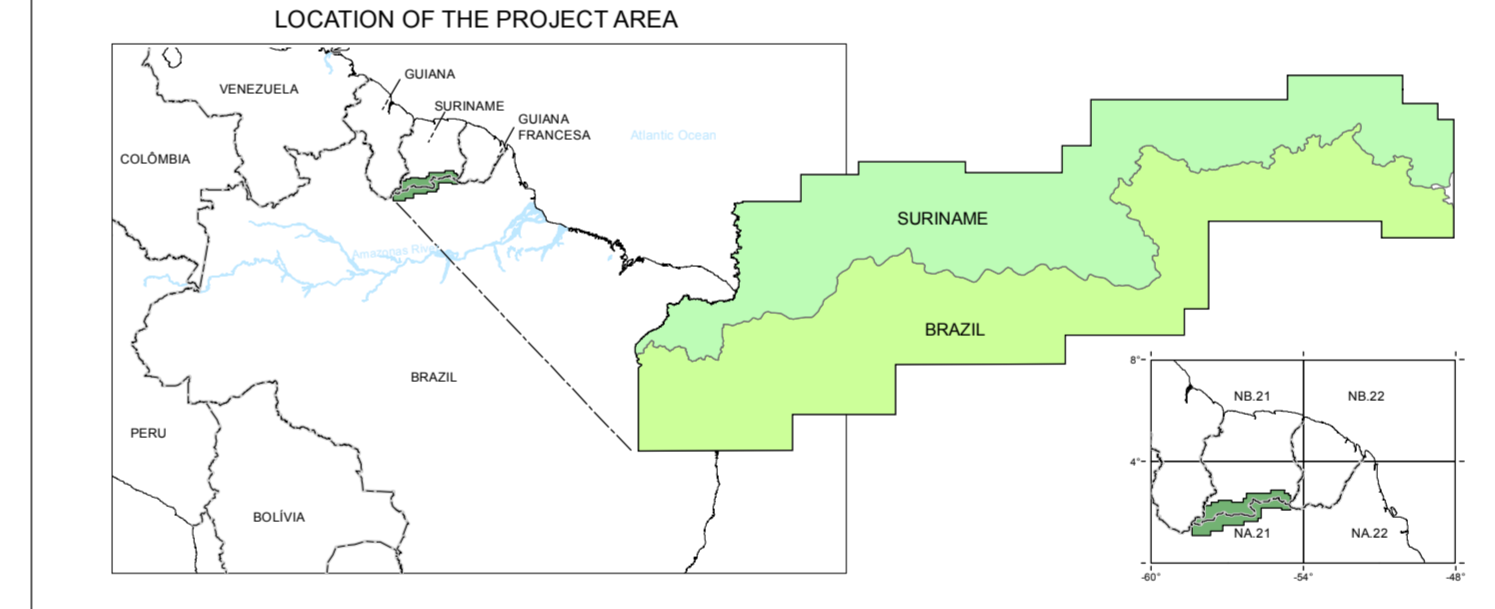 LOCATION OF THE PROJECT AREA
VENEZUELA
GUIANA
SURINAME
GUIANA
FRANCESA
Atlantic Ocean
COLÔMBIA
Amazonas River
BRAZIL
PERU
BOLÍVIA
SURINAME
BRAZIL
8°
NB.21
NB.22
4°
NA.21
NA.22
-60°
-54°
-48°